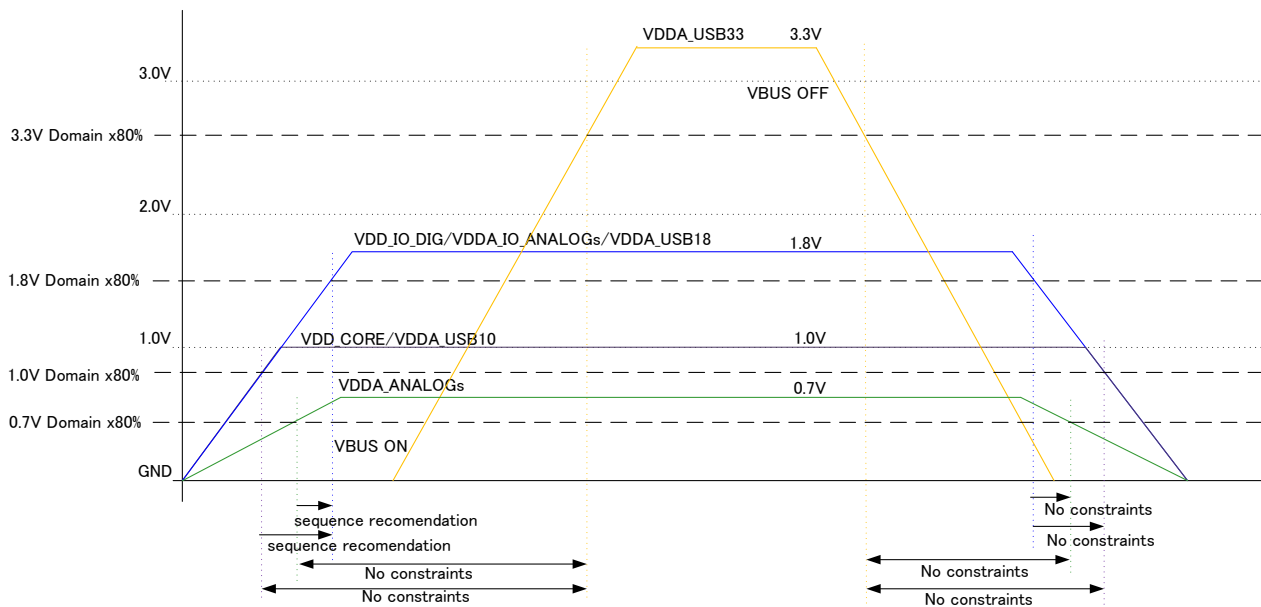 VDDA_USB33 3.3V
3.0V
VBUS OFF
3.3V Domain x80%
2.0V
VDD_IO_DIG/VDDA_IO_ANALOGs/VDDA_USB18 1.8V
1.8V Domain x80%
1.0V
VDD_CORE/VDDA_USB10 1.0V
1.0V Domain x80%
VDDA_ANALOGs 0.7V
0.7V Domain x80%
VBUS ON
GND
sequence recomendation
No constraints
sequence recomendation
No constraints
No constraints
No constraints
No constraints
No constraints